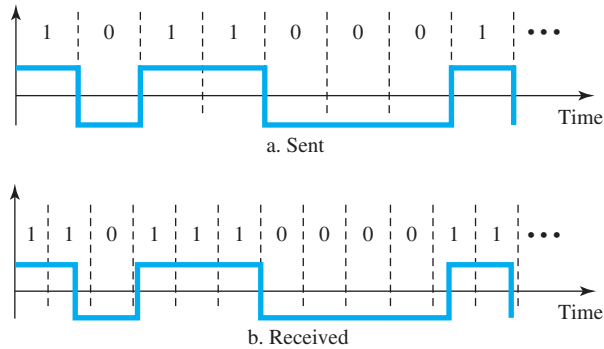 1 0 1 1 0 0 0 1 •••
Time
a. Sent
1 1 0 1 1 1 0 0 0 0 1 1 •••
Time
b. Received